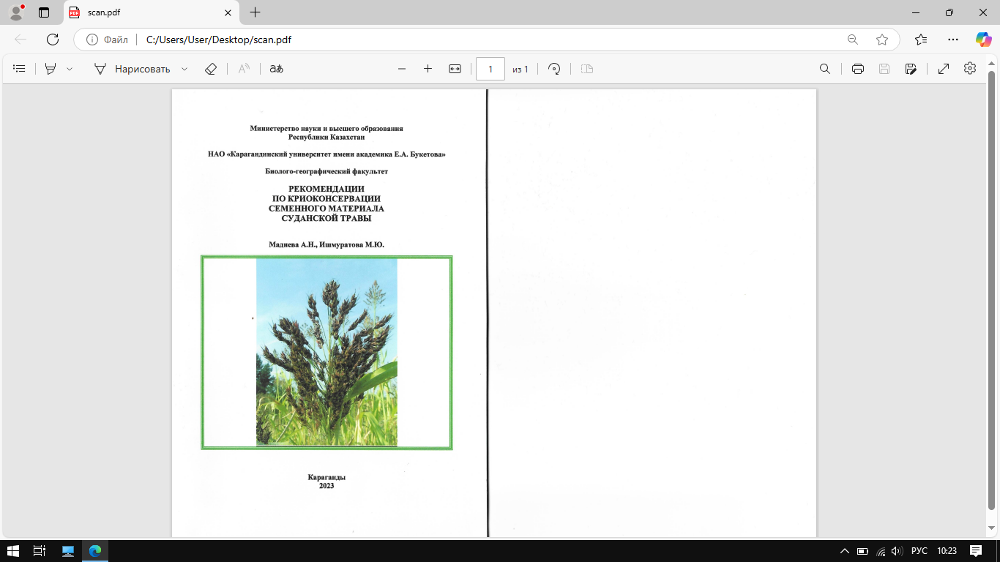 scan.pdf
Файл
C:/Users/User/Desktop/scan.pdf
Нарисовать
аあ
1
из 1
Министерство науки и высшего образования
Республики Казахстан
НАО «Карагандинский университет имени академика Е.А. Букетова»
Биолого-географический факультет
РЕКОМЕНДАЦИИ
ПО КРИОКОНСЕРВАЦИИ
СЕМЕННОГО МАТЕРИАЛА
СУДАНСКОЙ ТРАВЫ
Мадиева А.Н., Ишмуратова М.Ю.
Караганды
2023
РУС
10:23